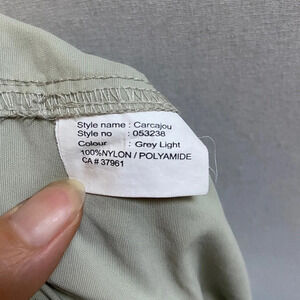 Style name : Carcajou
Style no : 053238
Colour : Grey Light
100%NYLON / POLYAMIDE
CA # 37961